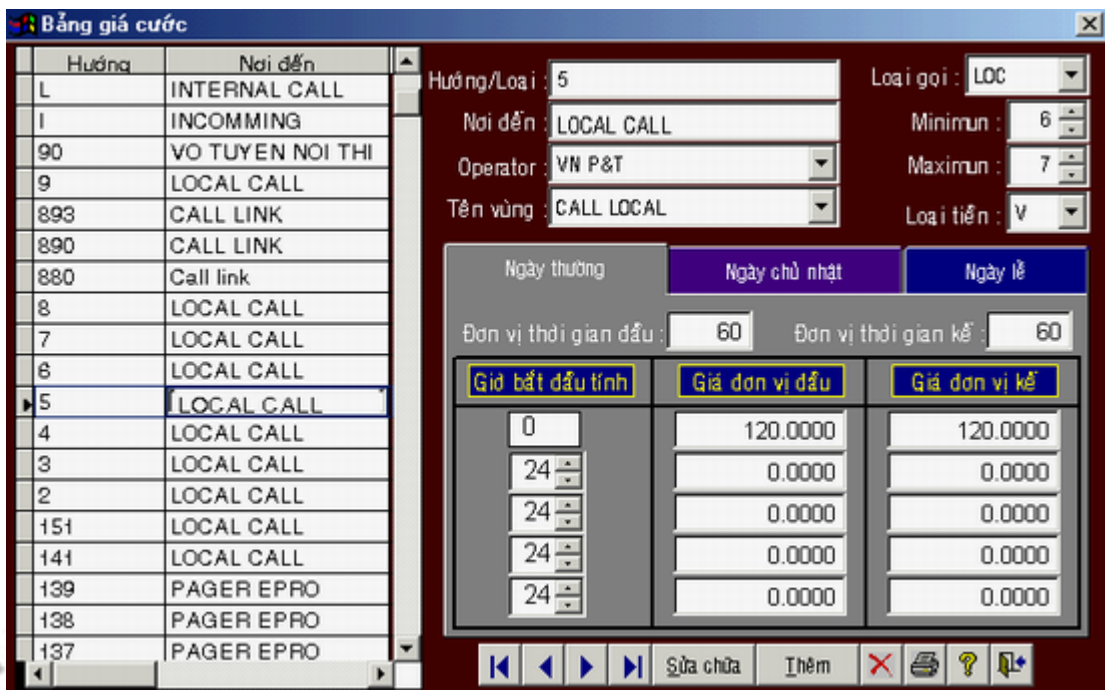 Bảng giá cước
Hướng Nơi đến
L INTERNAL CALL
I INCOMMING
90 VO TUYEN NOI THI
9 LOCAL CALL
893 CALL LINK
890 CALL LINK
880 Call link
8 LOCAL CALL
7 LOCAL CALL
6 LOCAL CALL
5 LOCAL CALL
4 LOCAL CALL
3 LOCAL CALL
2 LOCAL CALL
151 LOCAL CALL
141 LOCAL CALL
139 PAGER EPRO
138 PAGER EPRO
137 PAGER EPRO
Hướng/Loại : 5 Loại gọi : LOC
Nơi đến : LOCAL CALL Minimun : 6
Operator : VN P&T Maximun : 7
Tên vùng : CALL LOCAL Loại tiền : V
Ngày thường Ngày chủ nhật Ngày lễ
Đơn vị thời gian đầu : 60 Đơn vị thời gian kế : 60
Giờ bắt đầu tính Giá đơn vị đầu Giá đơn vị kế
0 120.0000 120.0000
24 0.0000 0.0000
24 0.0000 0.0000
24 0.0000 0.0000
24 0.0000 0.0000
Sửa chữa Thêm